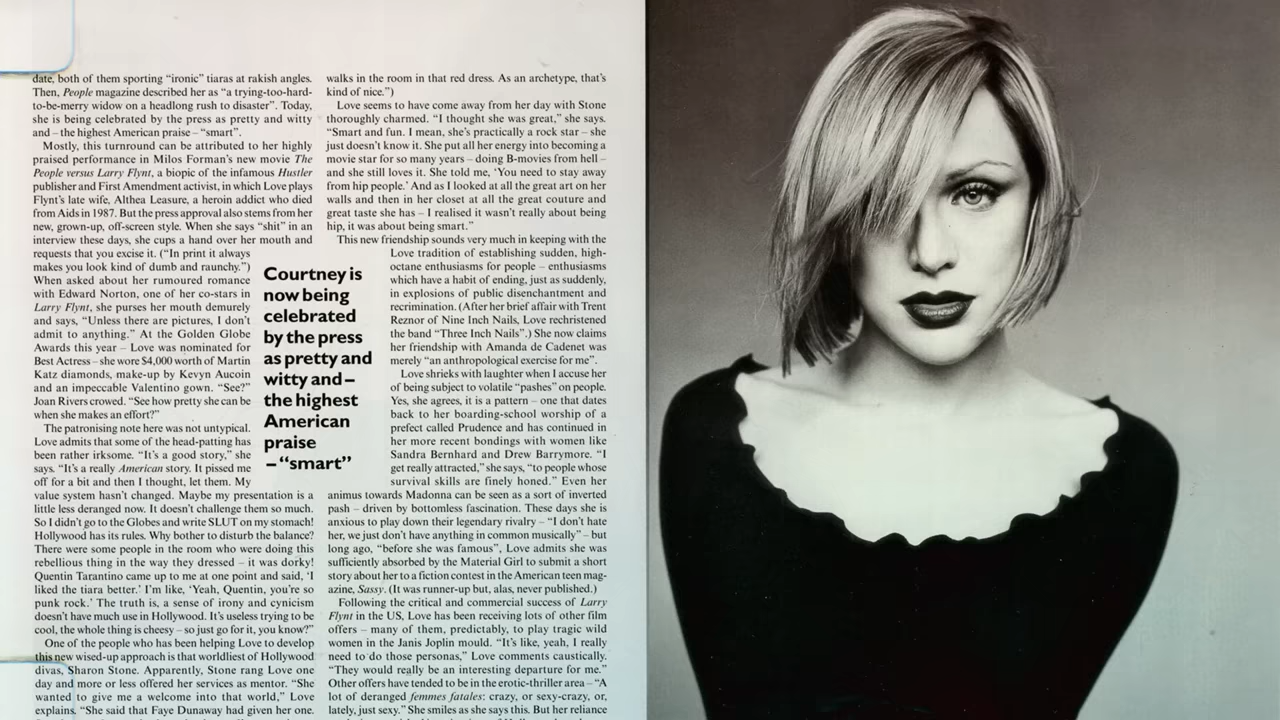 date, both of them sporting “ironic” tiaras at rakish angles.
Then, People magazine described her as “a trying-too-hard-
to-be-merry widow on a headlong rush to disaster”. Today,
she is being celebrated by the press as pretty and witty
and – the highest American praise – “smart”.
Mostly, this turnround can be attributed to her highly
praised performance in Milos Forman’s new movie The
People versus Larry Flynt, a biopic of the infamous Hustler
publisher and First Amendment activist, in which Love plays
Flynt’s late wife, Althea Leasure, a heroin addict who died
from Aids in 1987. But the press approval also stems from her
new, grown-up, off-screen style. When she says “shit” in an
interview these days, she cups a hand over her mouth and
requests that you excise it. (“In print it always
makes you look kind of dumb and raunchy.”)
When asked about her rumoured romance
with Edward Norton, one of her co-stars in
Larry Flynt, she purses her mouth demurely
and says, “Unless there are pictures, I don’t
admit to anything.” At the Golden Globe
Awards this year – Love was nominated for
Best Actress – she wore $4,000 worth of Martin
Katz diamonds, make-up by Kevyn Aucoin
and an impeccable Valentino gown. “See?”
Joan Rivers crowed. “See how pretty she can be
when she makes an effort?”
The patronising note here was not untypical.
Love admits that some of the head-patting has
been rather irksome. “It’s a good story,” she
says. “It’s a really American story. It pissed me
off for a bit and then I thought, let them. My
value system hasn’t changed. Maybe my presentation is a
little less deranged now. It doesn’t challenge them so much.
So I didn’t go to the Globes and write SLUT on my stomach!
Hollywood has its rules. Why bother to disturb the balance?
There were some people in the room who were doing this
rebellious thing in the way they dressed – it was dorky!
Quentin Tarantino came up to me at one point and said, ‘I
liked the tiara better.’ I’m like, ‘Yeah, Quentin, you’re so
punk rock.’ The truth is, a sense of irony and cynicism
doesn’t have much use in Hollywood. It’s useless trying to be
cool, the whole thing is cheesy – so just go for it, you know?”
One of the people who has been helping Love to develop
this new wised-up approach is that worldliest of Hollywood
divas, Sharon Stone. Apparently, Stone rang Love one
day and more or less offered her services as mentor. “She
wanted to give me a welcome into that world,” Love
explains. “She said that Faye Dunaway had given her one.
Courtney is
now being
celebrated
by the press
as pretty and
witty and –
the highest
American
praise
– “smart”
walks in the room in that red dress. As an archetype, that’s
kind of nice.”)
Love seems to have come away from her day with Stone
thoroughly charmed. “I thought she was great,” she says.
“Smart and fun. I mean, she’s practically a rock star – she
just doesn’t know it. She put all her energy into becoming a
movie star for so many years – doing B-movies from hell –
and she still loves it. She told me, ‘You need to stay away
from hip people.’ And as I looked at all the great art on her
walls and then in her closet at all the great couture and
great taste she has – I realised it wasn’t really about being
hip, it was about being smart.”
This new friendship sounds very much in keeping with the
Love tradition of establishing sudden, high-
octane enthusiasms for people – enthusiasms
which have a habit of ending, just as suddenly,
in explosions of public disenchantment and
recrimination. (After her brief affair with Trent
Reznor of Nine Inch Nails, Love rechristened
the band “Three Inch Nails”.) She now claims
her friendship with Amanda de Cadenet was
merely “an anthropological exercise for me”.
Love shrieks with laughter when I accuse her
of being subject to volatile “pashes” on people.
Yes, she agrees, it is a pattern – one that dates
back to her boarding-school worship of a
prefect called Prudence and has continued in
her more recent bondings with women like
Sandra Bernhard and Drew Barrymore. “I
get really attracted,” she says, “to people whose
survival skills are finely honed.” Even her
animus towards Madonna can be seen as a sort of inverted
pash – driven by bottomless fascination. These days she is
anxious to play down their legendary rivalry – “I don’t hate
her, we just don’t have anything in common musically” – but
long ago, “before she was famous”, Love admits she was
sufficiently absorbed by the Material Girl to submit a short
story about her to a fiction contest in the American teen mag-
azine, Sassy. (It was runner-up but, alas, never published.)
Following the critical and commercial success of Larry
Flynt in the US, Love has been receiving lots of other film
offers – many of them, predictably, to play tragic wild
women in the Janis Joplin mould. “It’s like, yeah, I really
need to do those personas,” Love comments caustically.
“They would really be an interesting departure for me.”
Other offers have tended to be in the erotic-thriller area – “A
lot of deranged femmes fatales: crazy, or sexy-crazy, or,
lately, just sexy.” She smiles as she says this. But her reliance